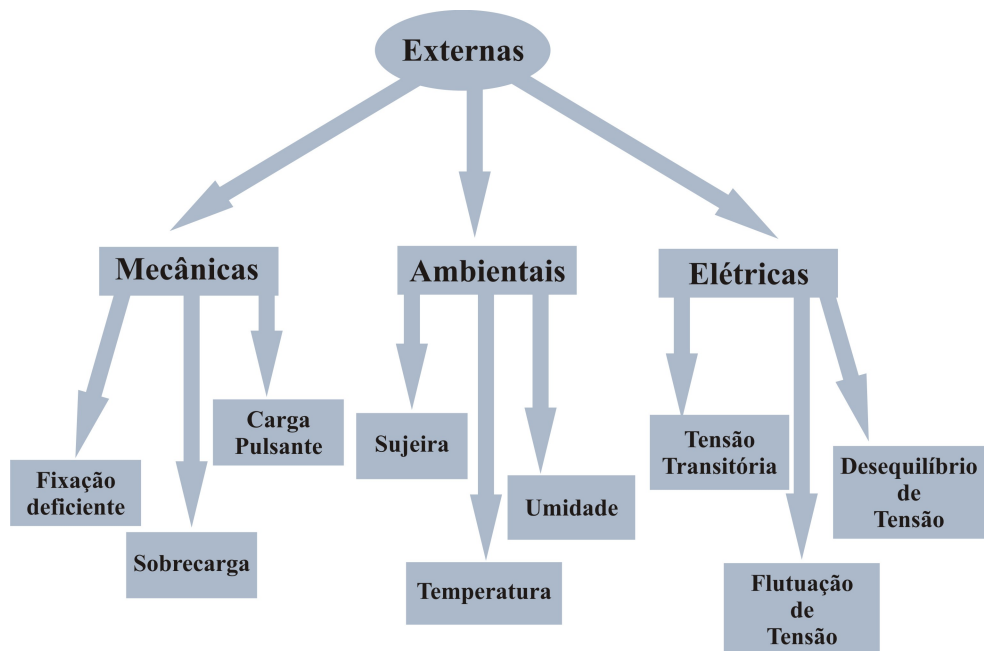 Externas
Mecânicas
Ambientais
Elétricas
Fixação
deficiente
Sobrecarga
Carga
Pulsante
Sujeira
Temperatura
Umidade
Tensão
Transitória
Flutuação
de
Tensão
Desequilíbrio
de
Tensão